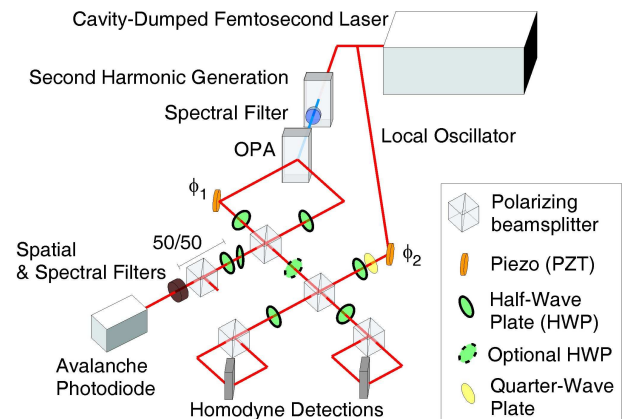 Cavity-Dumped Femtosecond Laser
Second Harmonic Generation
Spectral Filter
OPA
Local Oscillator
ϕ1
50/50
ϕ2
Spatial
& Spectral Filters
Avalanche
Photodiode
Homodyne Detections
Polarizing
beamsplitter
Piezo (PZT)
Half-Wave
Plate (HWP)
Optional HWP
Quarter-Wave
Plate